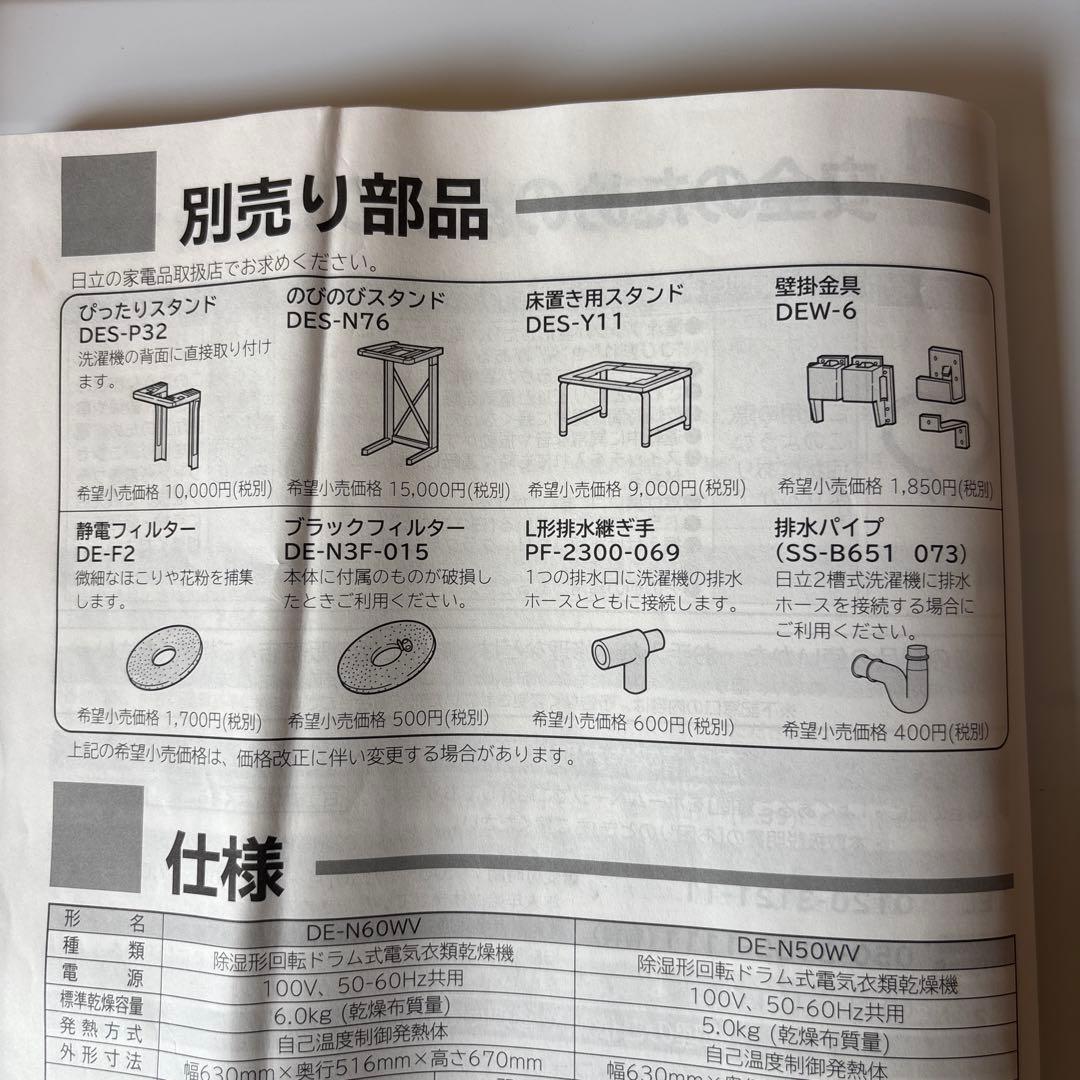 別売り部品
日立の家電品取扱店でお求めください。
ぴったりスタンド
DES-P32
洗濯機の背面に直接取り付け
ます。
希望小売価格 10,000円(税別)
のびのびスタンド
DES-N76
希望小売価格 15,000円(税別)
床置き用スタンド
DES-Y11
希望小売価格 9,000円(税別)
壁掛金具
DEW-6
希望小売価格 1,850円(税別)
静電フィルター
DE-F2
微細なほこりや花粉を捕集
します。
希望小売価格 1,700円(税別)
ブラックフィルター
DE-N3F-015
本体に付属のものが破損し
たときご利用ください。
希望小売価格 500円(税別)
L形排水継ぎ手
PF-2300-069
1つの排水口に洗濯機の排水
ホースとともに接続します。
希望小売価格 600円(税別)
排水パイプ
(SS-B651 073)
日立2槽式洗濯機に排水
ホースを接続する場合に
ご利用ください。
希望小売価格 400円(税別)
上記の希望小売価格は、価格改正に伴い変更する場合があります。
仕様
形名 DE-N60WV DE-N50WV
種類 除湿形回転ドラム式電気衣類乾燥機 除湿形回転ドラム式電気衣類乾燥機
電源 100V、50-60Hz共用 100V、50-60Hz共用
標準乾燥容量 6.0kg (乾燥布質量) 5.0kg (乾燥布質量)
発熱方式 自己温度制御発熱体 自己温度制御発熱体
外形寸法 幅630mm×奥行516mm×高さ670mm 幅630mm×